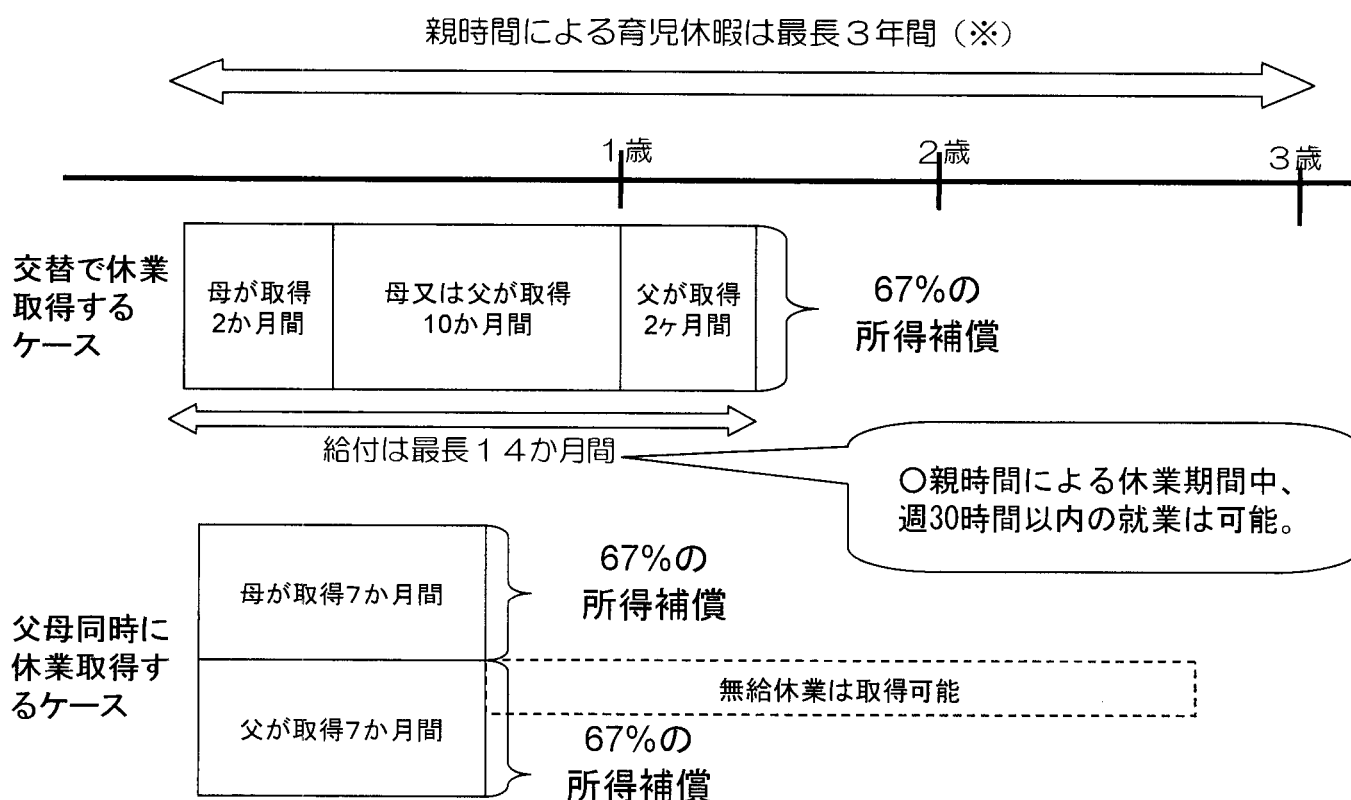 親時間による育児休暇は最長３年間（※）
１歳
２歳
３歳
交替で休業
取得する
ケース
母が取得
2か月間
母又は父が取得
10か月間
父が取得
2ヶ月間
67%の
所得補償
給付は最長１４か月間
○親時間による休業期間中、
週30時間以内の就業は可能。
父母同時に
休業取得す
るケース
母が取得7か月間
67%の
所得補償
無給休業は取得可能
父が取得7か月間
67%の
所得補償